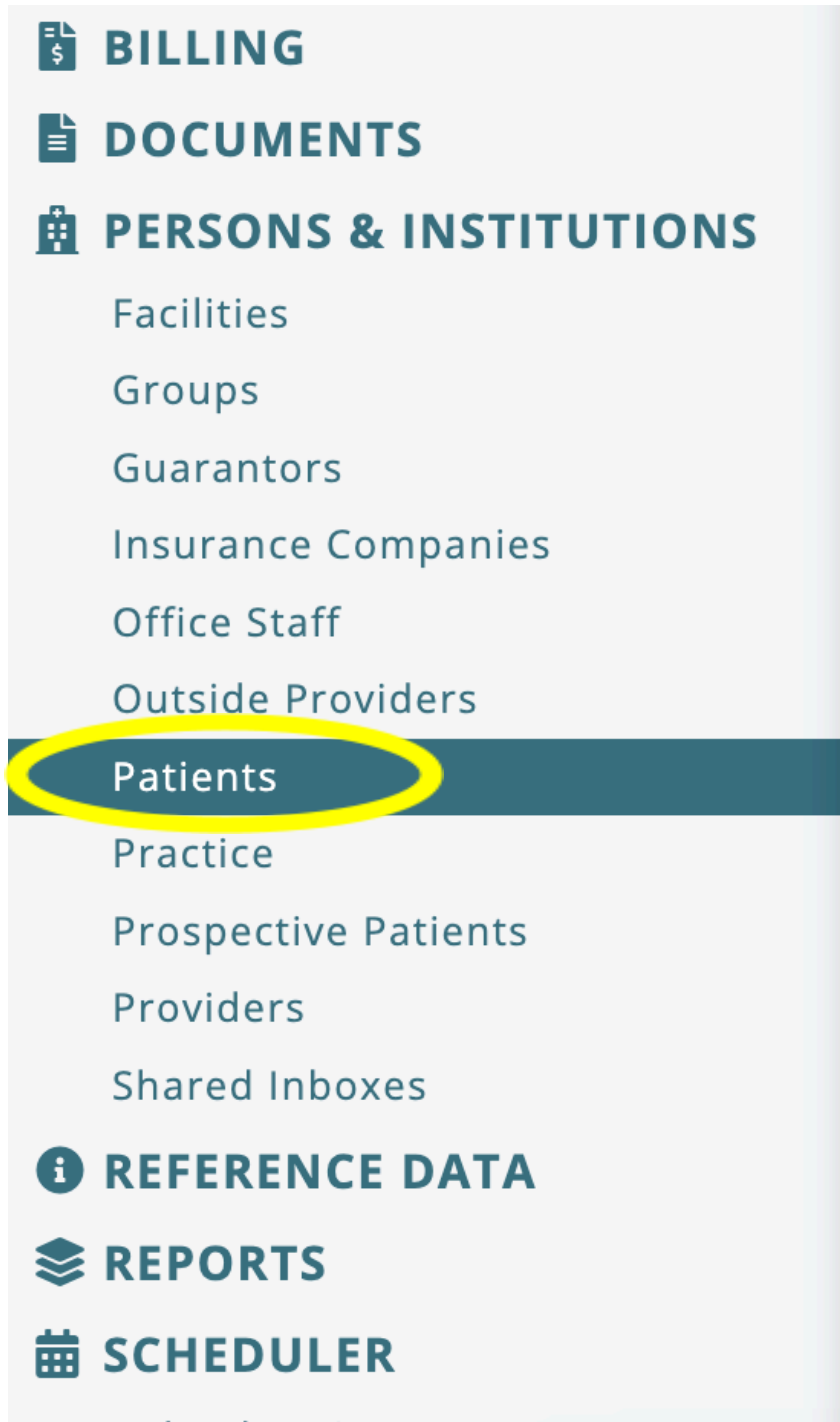 BILLING
DOCUMENTS
PERSONS & INSTITUTIONS
Facilities
Groups
Guarantors
Insurance Companies
Office Staff
Outside Providers
Patients
Practice
Prospective Patients
Providers
Shared Inboxes
REFERENCE DATA
REPORTS
SCHEDULER